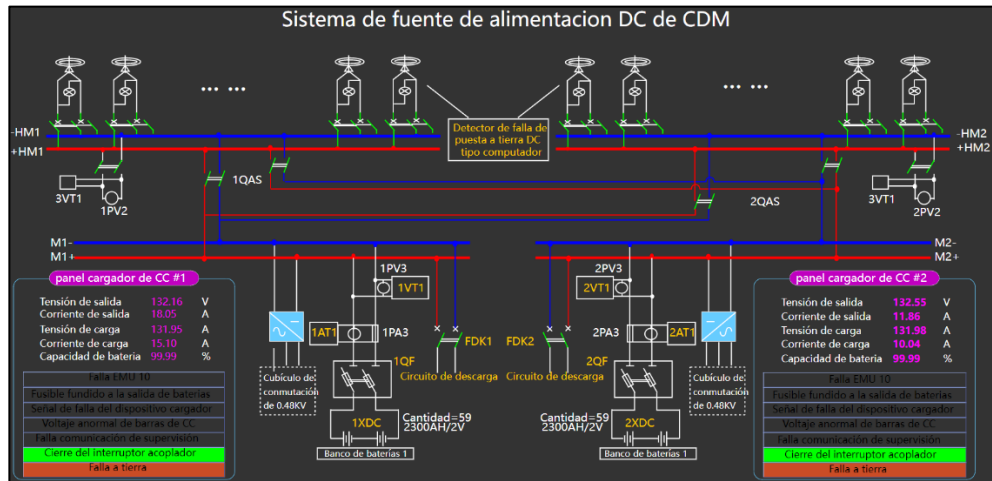 Sistema de fuente de alimentacion DC de CDM
... ...
... ...
Detector de falla de
puesta a tierra DC
tipo computador
-HM1
+HM1
-HM2
+HM2
1QAS
2QAS
3VT1
1PV2
3VT1
2PV2
M1-
M1+
M2-
M2+
panel cargador de CC #1
Tensión de salida 132.16 V
Corriente de salida 18.05 A
Tensión de carga 131.95 A
Corriente de carga 15.10 A
Capacidad de bateria 99.99 %
Falla EMU 10
Fusible fundido a la salida de baterias
Señal de falla del dispositivo cargador
Voltaje anormal de barras de CC
Falla comunicación de supervisión
Cierre del interruptor acoplador
Falla a tierra
1PV3
1VT1
1AT1
1PA3
1QF
FDK1
Circuito de descarga
Cubículo de
conmutación
de 0.48KV
1XDC
Cantidad=59
2300AH/2V
Banco de baterías 1
2PV3
2VT1
2PA3
2AT1
2QF
FDK2
Circuito de descarga
Cubículo de
conmutación
de 0.48KV
2XDC
Cantidad=59
2300AH/2V
Banco de baterías 1
panel cargador de CC #2
Tensión de salida 132.55 V
Corriente de salida 11.86 A
Tensión de carga 131.98 A
Corriente de carga 10.04 A
Capacidad de bateria 99.99 %
Falla EMU 10
Fusible fundido a la salida de baterias
Señal de falla del dispositivo cargador
Voltaje anormal de barras de CC
Falla comunicación de supervisión
Cierre del interruptor acoplador
Falla a tierra